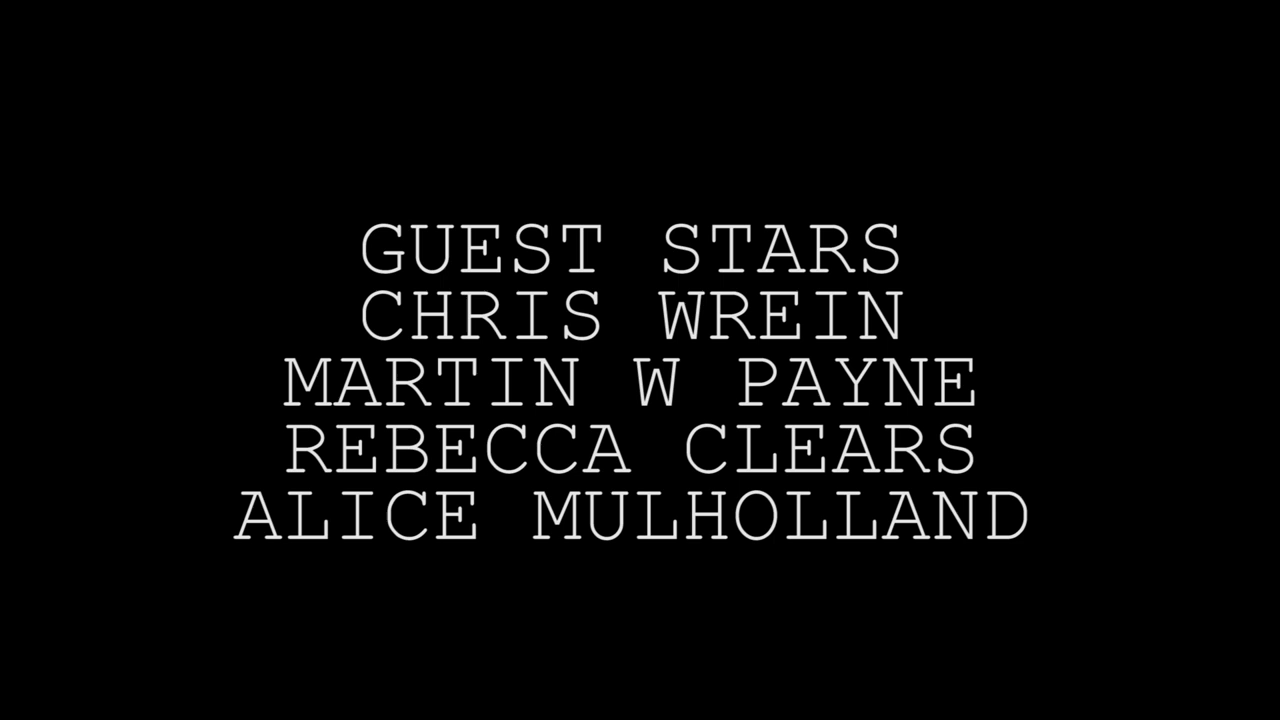 GUEST STARS
CHRIS WREIN
MARTIN W PAYNE
REBECCA CLEARS
ALICE MULHOLLAND